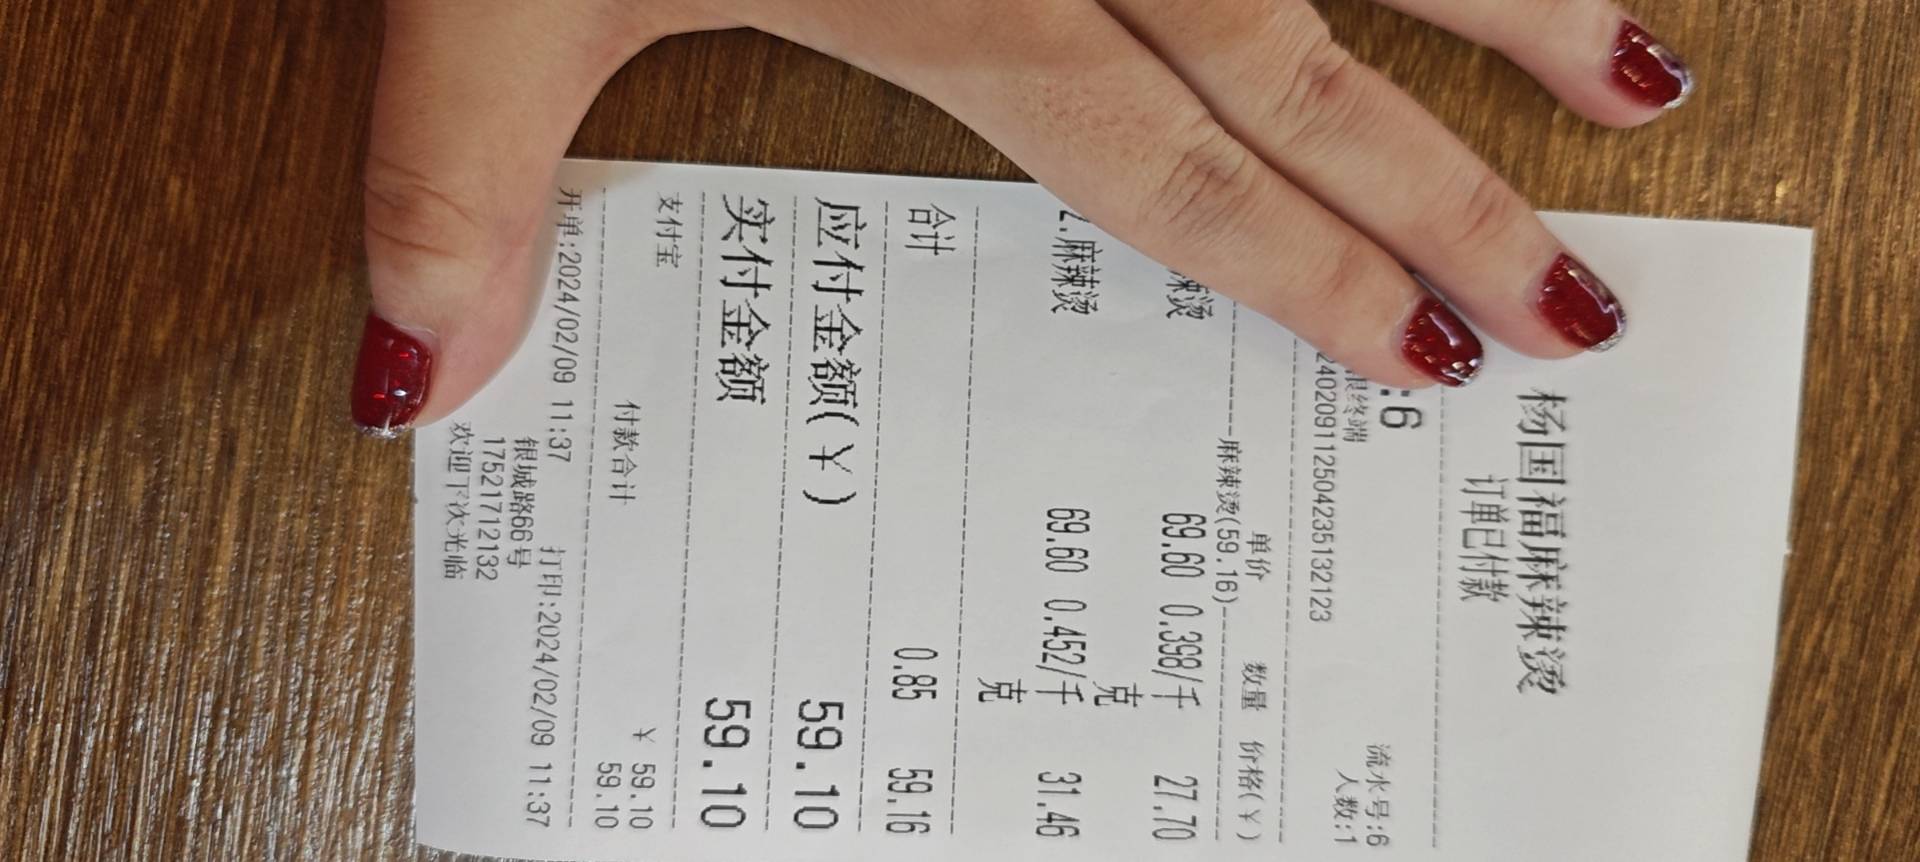 杨国福麻辣烫
订单已付款
:6
流水号:6
终端
人数:1
240209112504235132123
单价 数量 价格(￥)
麻辣烫(59.16)
辣烫 69.60 0.398/千克 27.70
2.麻辣烫 69.60 0.452/千克 31.46
合计 0.85 59.16
应付金额(￥) 59.10
实付金额 59.10
支付宝 ￥ 59.10
付款合计 59.10
开单:2024/02/09 11:37 打印:2024/02/09 11:37
银城路66号
17521712132
欢迎下次光临